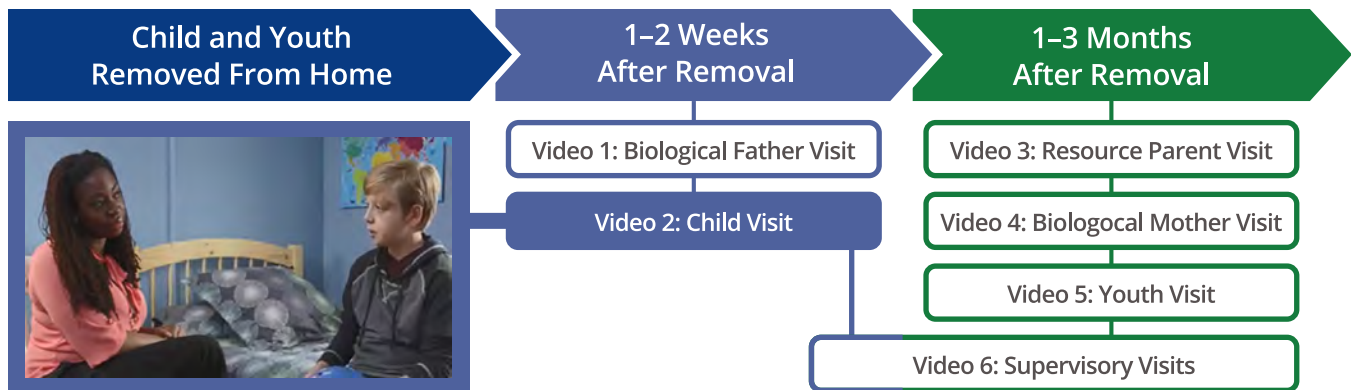 Child and Youth
Removed From Home
1–2 Weeks
After Removal
1–3 Months
After Removal
Video 1: Biological Father Visit
Video 2: Child Visit
Video 3: Resource Parent Visit
Video 4: Biologocal Mother Visit
Video 5: Youth Visit
Video 6: Supervisory Visits